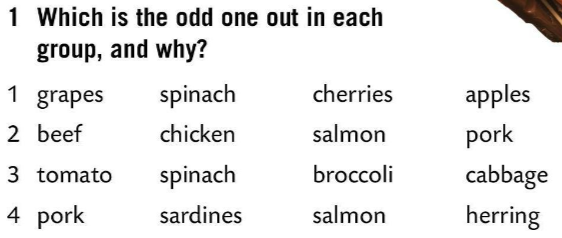 1 Which is the odd one out in each
group, and why?
1 grapes spinach cherries apples
2 beef chicken salmon pork
3 tomato spinach broccoli cabbage
4 pork sardines salmon herring